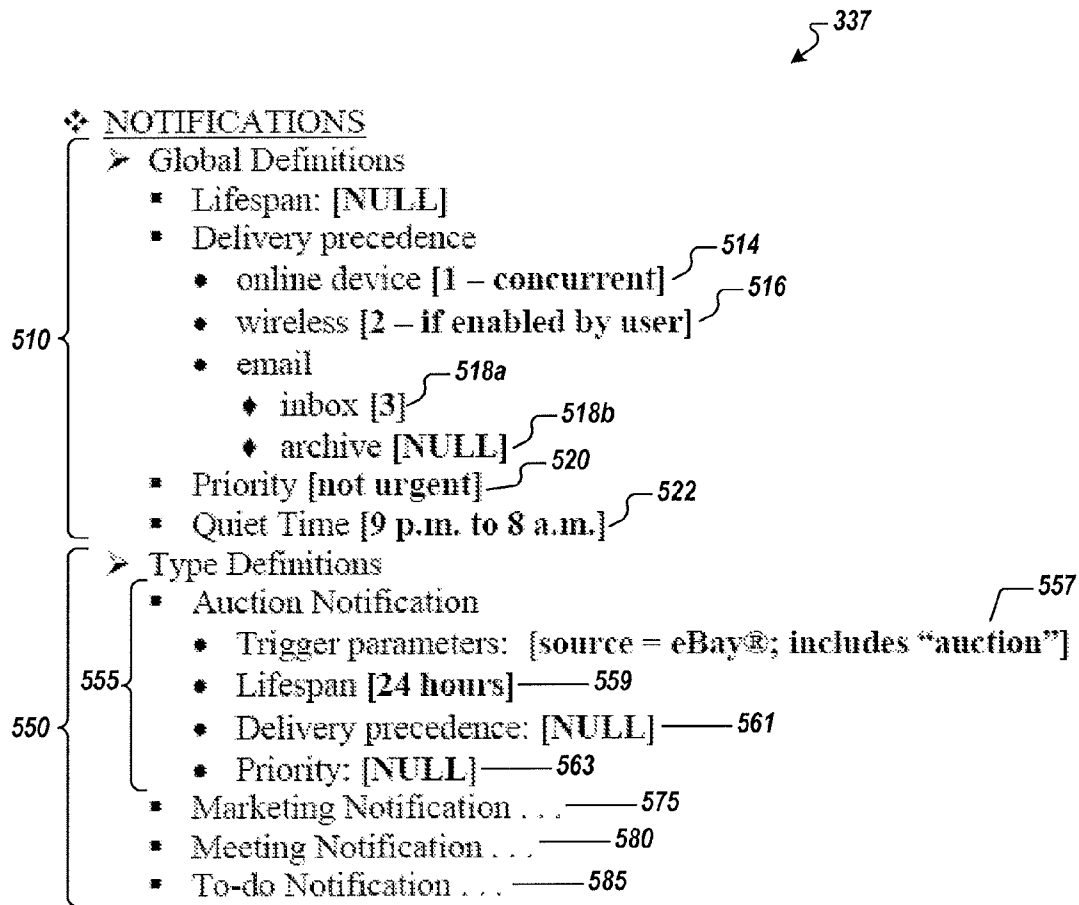 337
❖ NOTIFICATIONS
➢ Global Definitions
▪ Lifespan: [NULL]
▪ Delivery precedence
• online device [1 – concurrent] 514
• wireless [2 – if enabled by user] 516
510
• email
♦ inbox [3] 518a
♦ archive [NULL] 518b
▪ Priority [not urgent] 520
▪ Quiet Time [9 p.m. to 8 a.m.] 522
➢ Type Definitions
▪ Auction Notification 557
• Trigger parameters: [source = eBay®; includes “auction”]
555 • Lifespan [24 hours] 559
550 • Delivery precedence: [NULL] 561
• Priority: [NULL] 563
▪ Marketing Notification . . . 575
▪ Meeting Notification . . . 580
▪ To-do Notification . . . 585